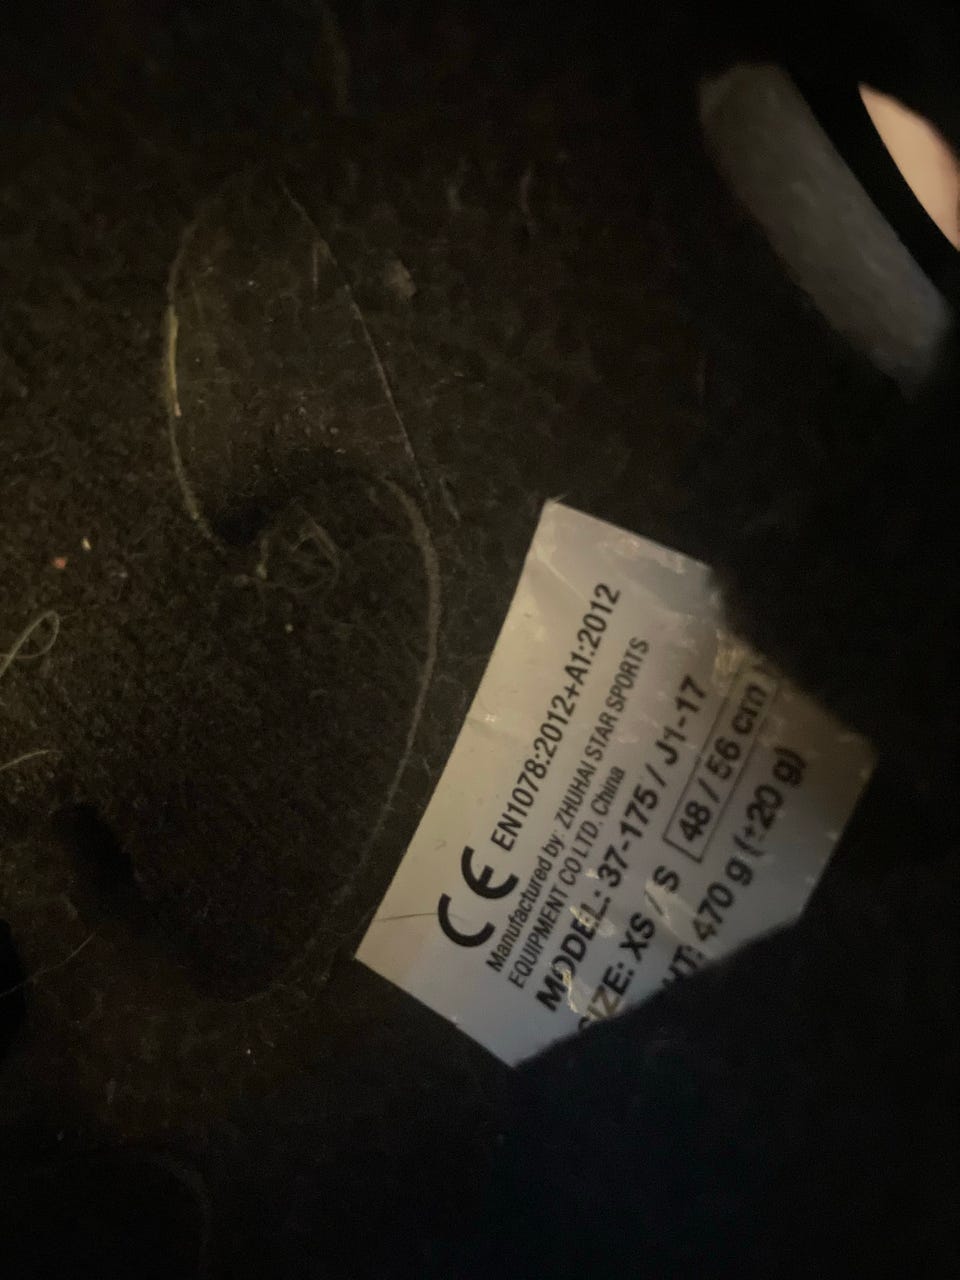 CE EN1078:2012+A1:2012
Manufactured by: ZHUHAI STAR SPORTS
EQUIPMENT CO LTD. China
MODEL: 37-175 / J1-17
SIZE: XS / S 48 / 56 cm
470 g (±20 g)